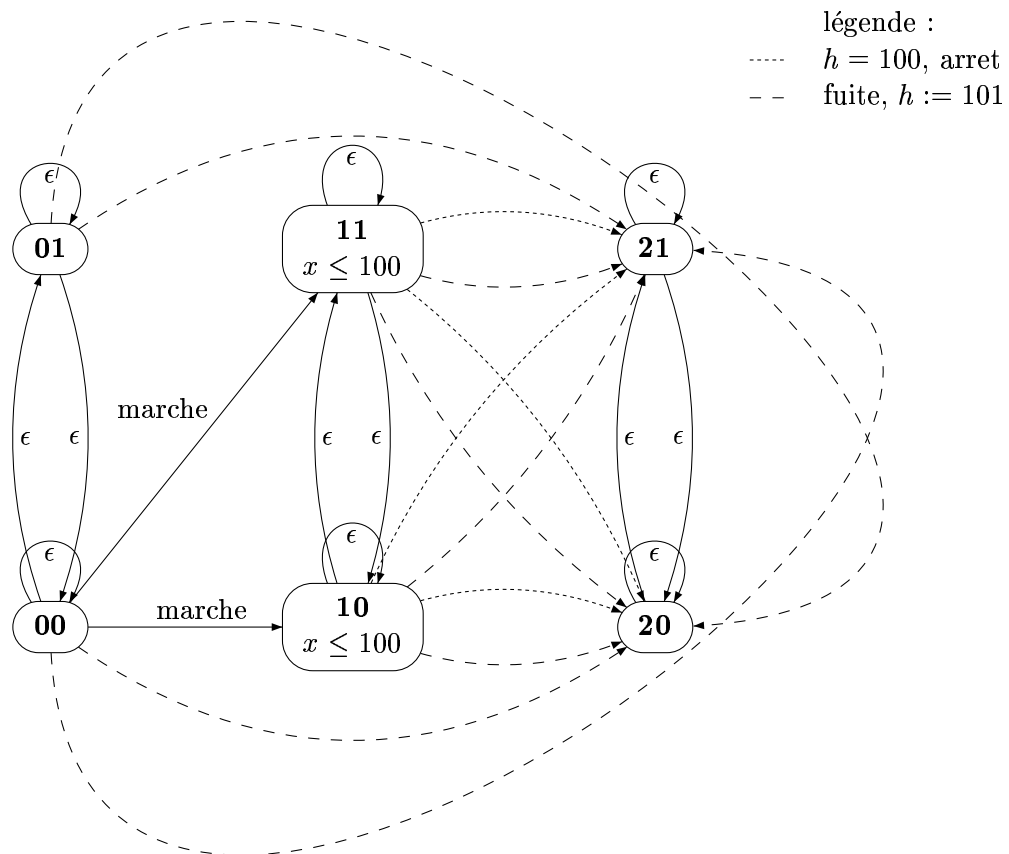 légende :
h = 100, arret
fuite, h := 101
ϵ
ϵ
ϵ
01
11
x ≤ 100
21
marche
ϵ
ϵ
ϵ
ϵ
ϵ
ϵ
ϵ
ϵ
ϵ
marche
00
10
x ≤ 100
20